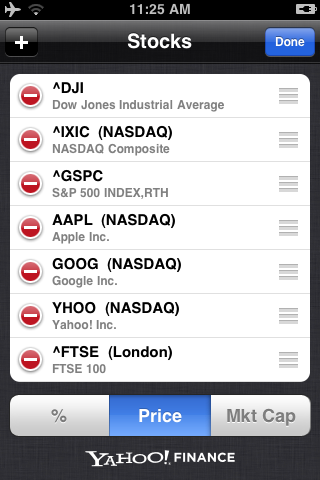 11:25 AM
Stocks
Done
^DJI
Dow Jones Industrial Average
^IXIC (NASDAQ)
NASDAQ Composite
^GSPC
S&P 500 INDEX,RTH
AAPL (NASDAQ)
Apple Inc.
GOOG (NASDAQ)
Google Inc.
YHOO (NASDAQ)
Yahoo! Inc.
^FTSE (London)
FTSE 100
% Price Mkt Cap
YAHOO! FINANCE